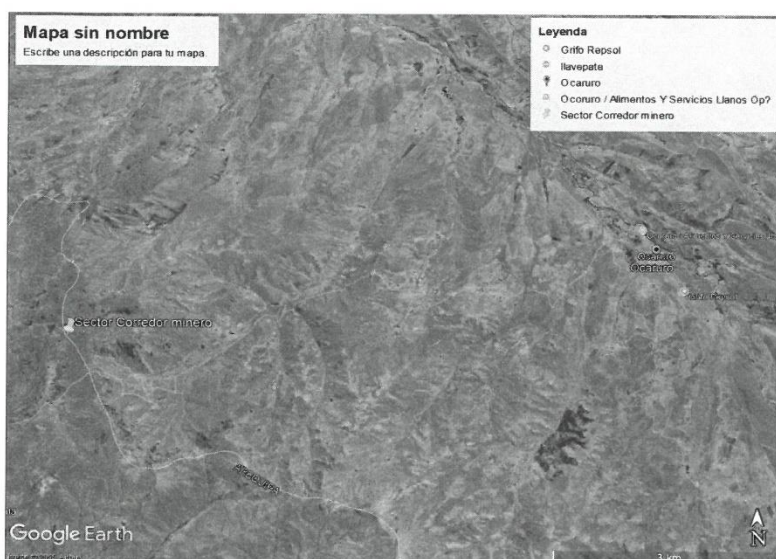 Mapa sin nombre
Escribe una descripción para tu mapa.
Leyenda
Grifo Repsol
Ilavepata
Ocaruro
Ocoruro / Alimentos Y Servicios Llanos Op?
Sector Corredor minero
Ocaruro
Sector Corredor minero
Google Earth
N
3 km